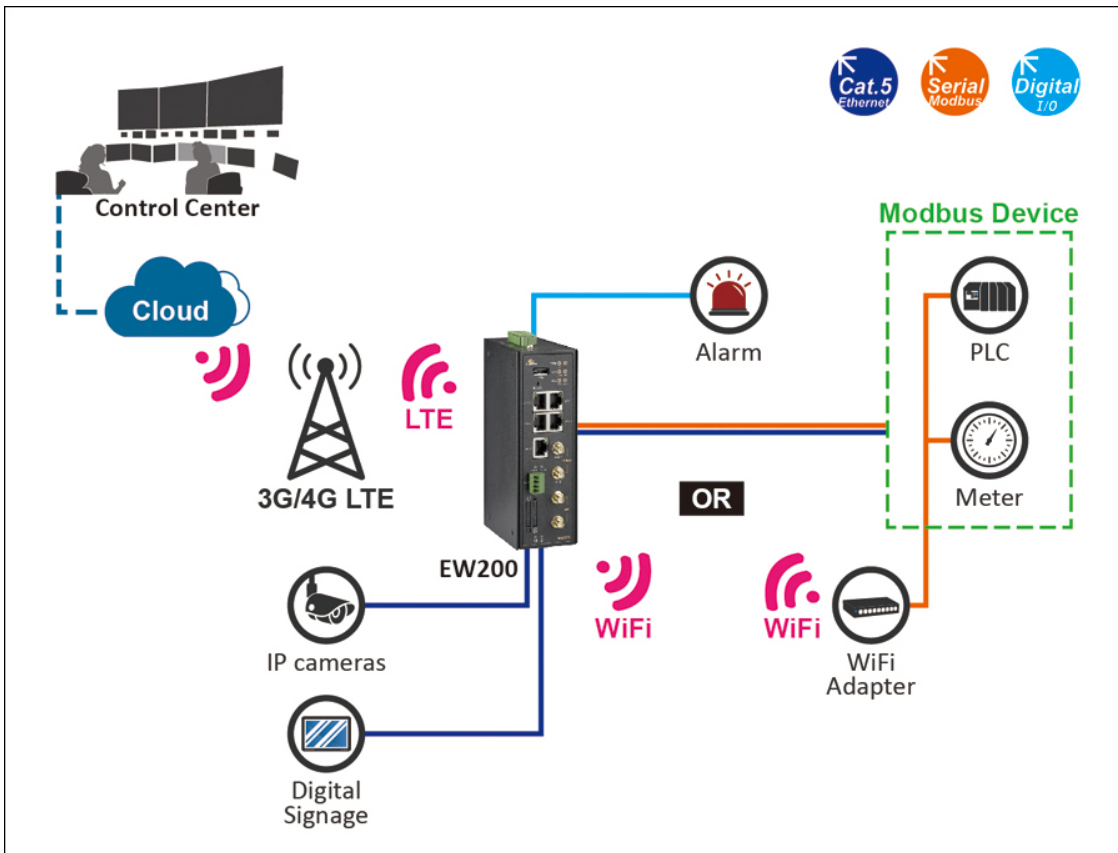 Cat.5
Ethernet
Serial
Modbus
Digital
I/O
Control Center
Modbus Device
Cloud
Alarm
PLC
LTE
3G/4G LTE
OR
Meter
EW200
WiFi
WiFi
IP cameras
WiFi
Adapter
Digital
Signage